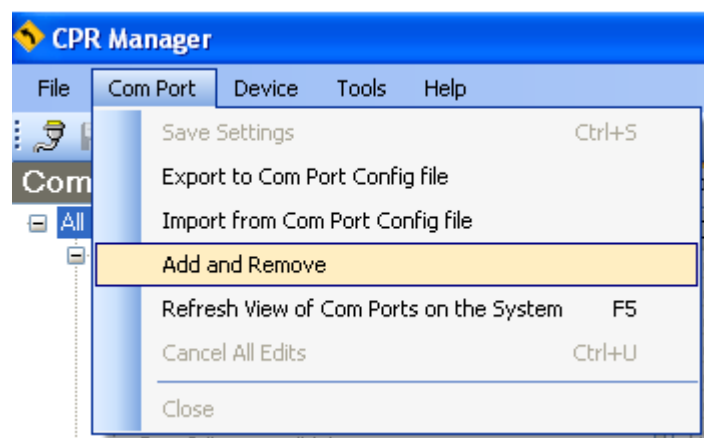 CPR Manager
File Com Port Device Tools Help
Save Settings Ctrl+S
Com
Export to Com Port Config file
All
Import from Com Port Config file
Add and Remove
Refresh View of Com Ports on the System F5
Cancel All Edits Ctrl+U
Close